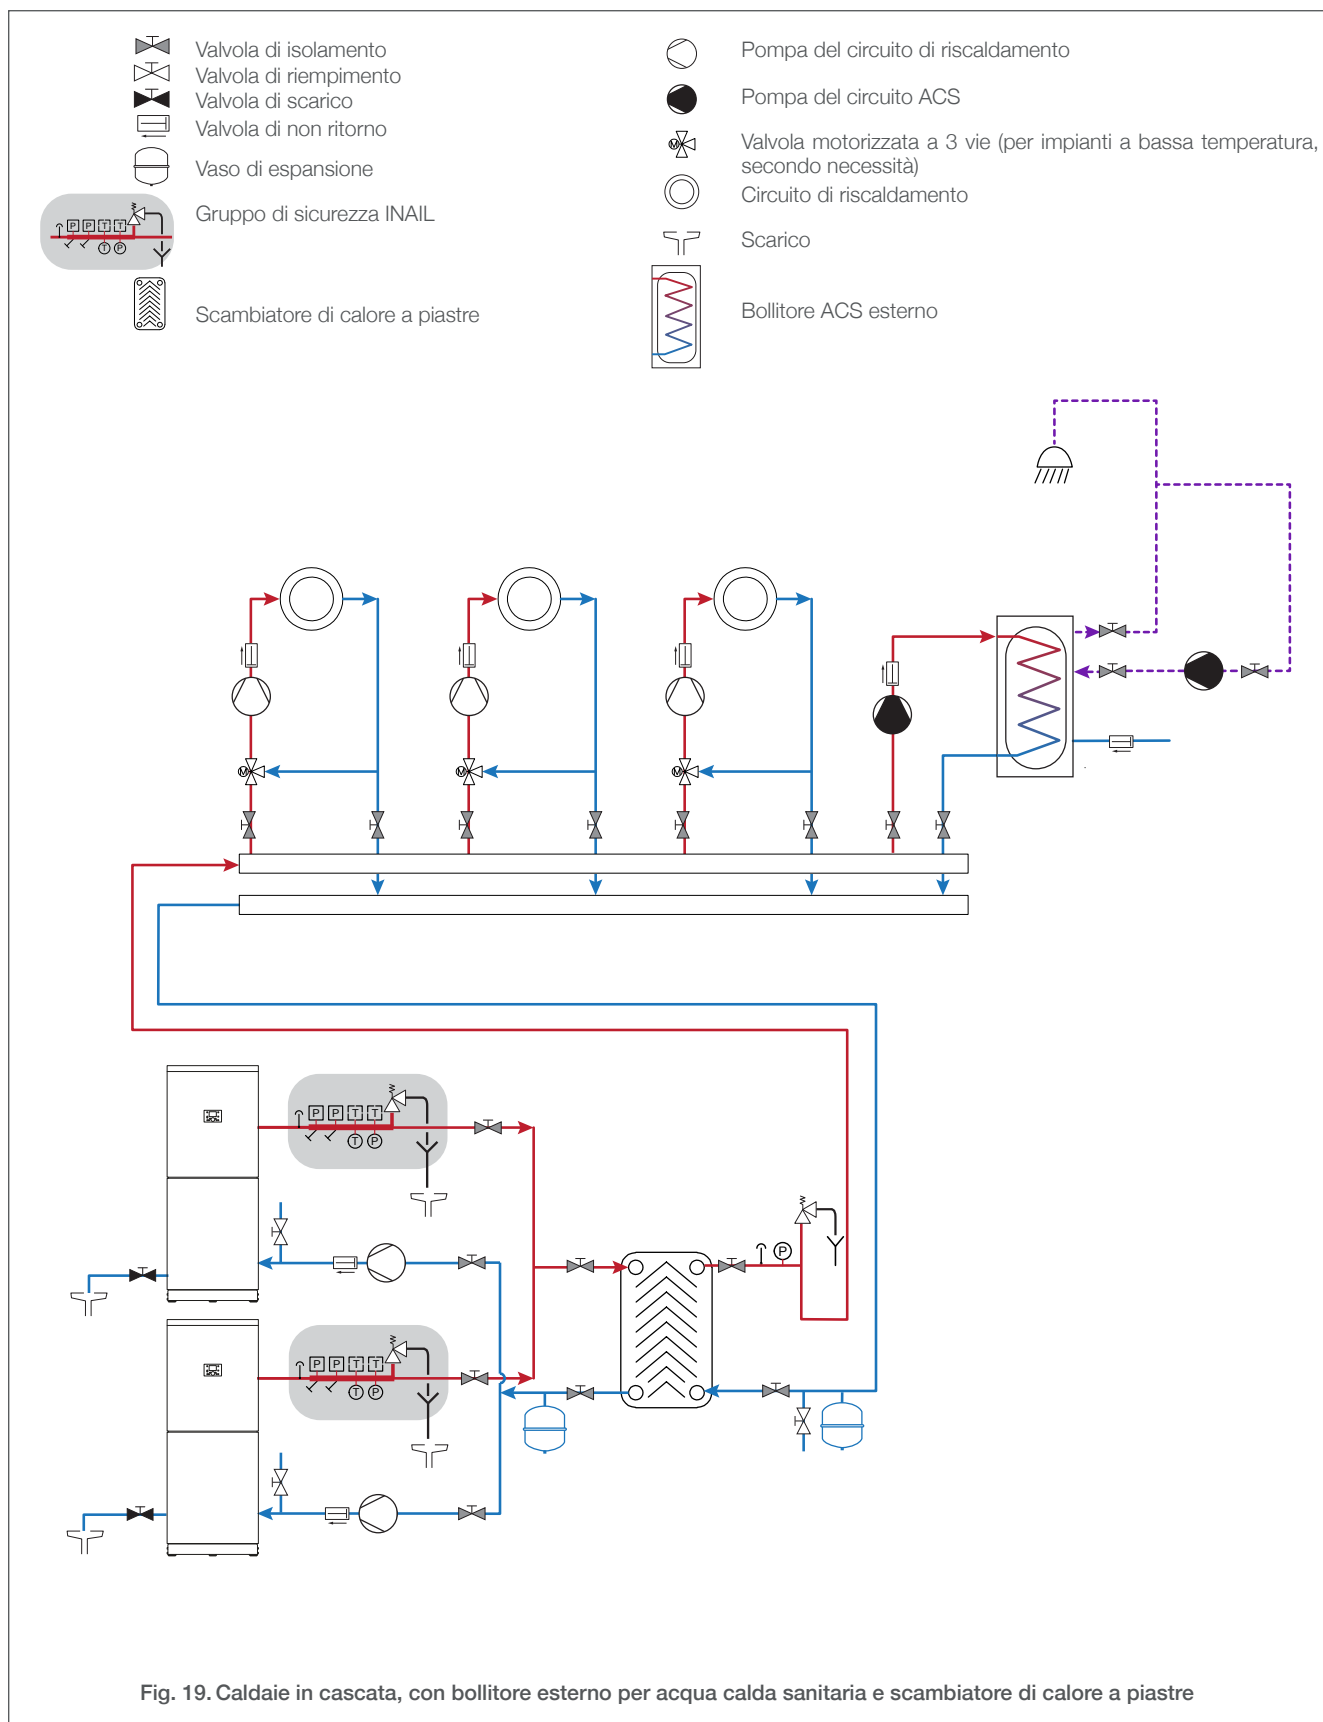 Valvola di isolamento
Valvola di riempimento
Valvola di scarico
Valvola di non ritorno
Vaso di espansione
P P T T
T P
Gruppo di sicurezza INAIL
Scambiatore di calore a piastre
Pompa del circuito di riscaldamento
Pompa del circuito ACS
M
Valvola motorizzata a 3 vie (per impianti a bassa temperatura,
secondo necessità)
Circuito di riscaldamento
Scarico
Bollitore ACS esterno
M
M
M
P P T T
T P
P
P P T T
T P
Fig. 19. Caldaie in cascata, con bollitore esterno per acqua calda sanitaria e scambiatore di calore a piastre